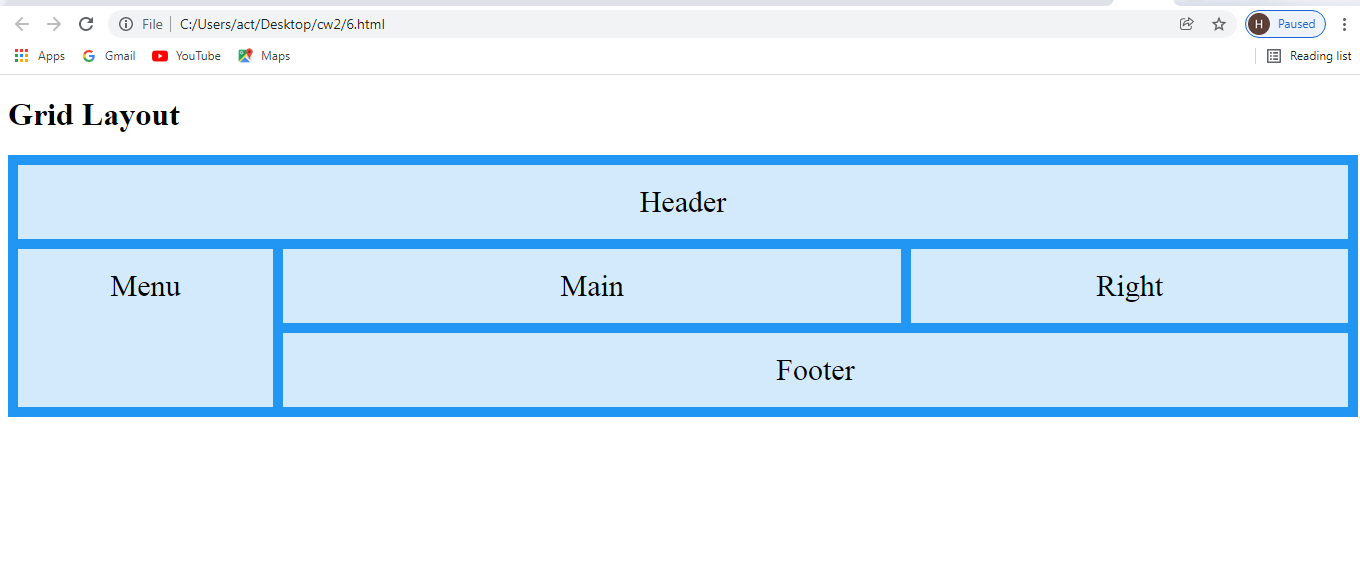 File C:/Users/act/Desktop/cw2/6.html H Paused
Apps Gmail YouTube Maps Reading list
Grid Layout
Header
Menu Main Right
Footer